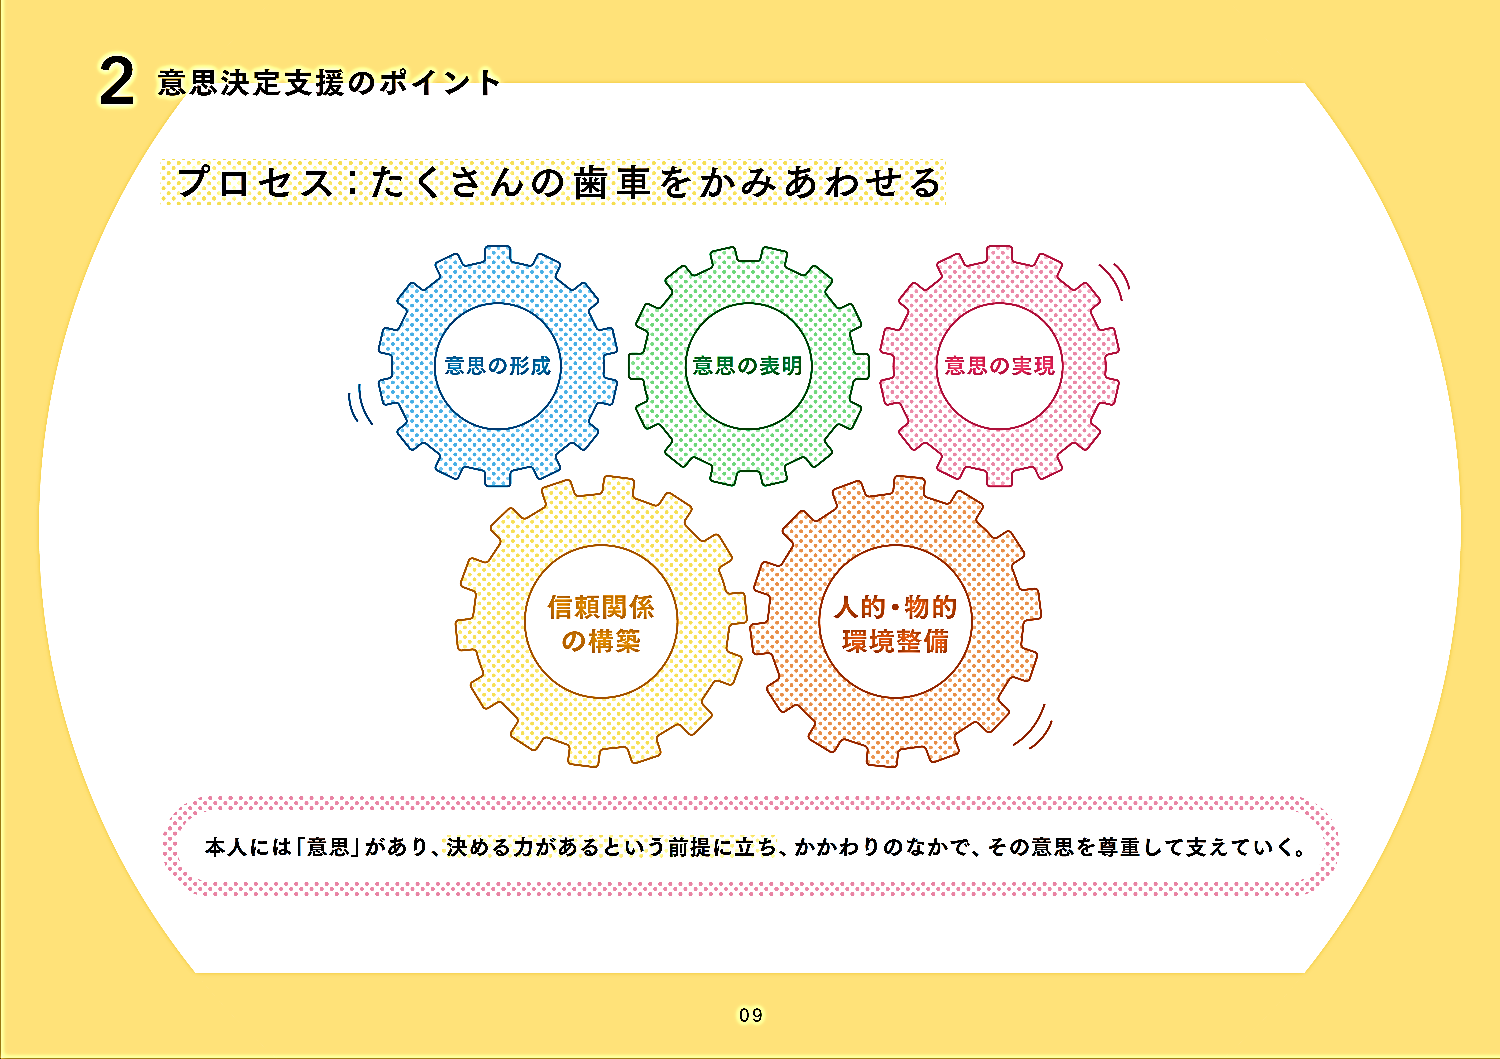 2 意思決定支援のポイント
プロセス：たくさんの歯車をかみあわせる
意思の形成
意思の表明
意思の実現
信頼関係
の構築
人的・物的
環境整備
本人には「意思」があり、決める力があるという前提に立ち、かかわりのなかで、その意思を尊重して支えていく。
09